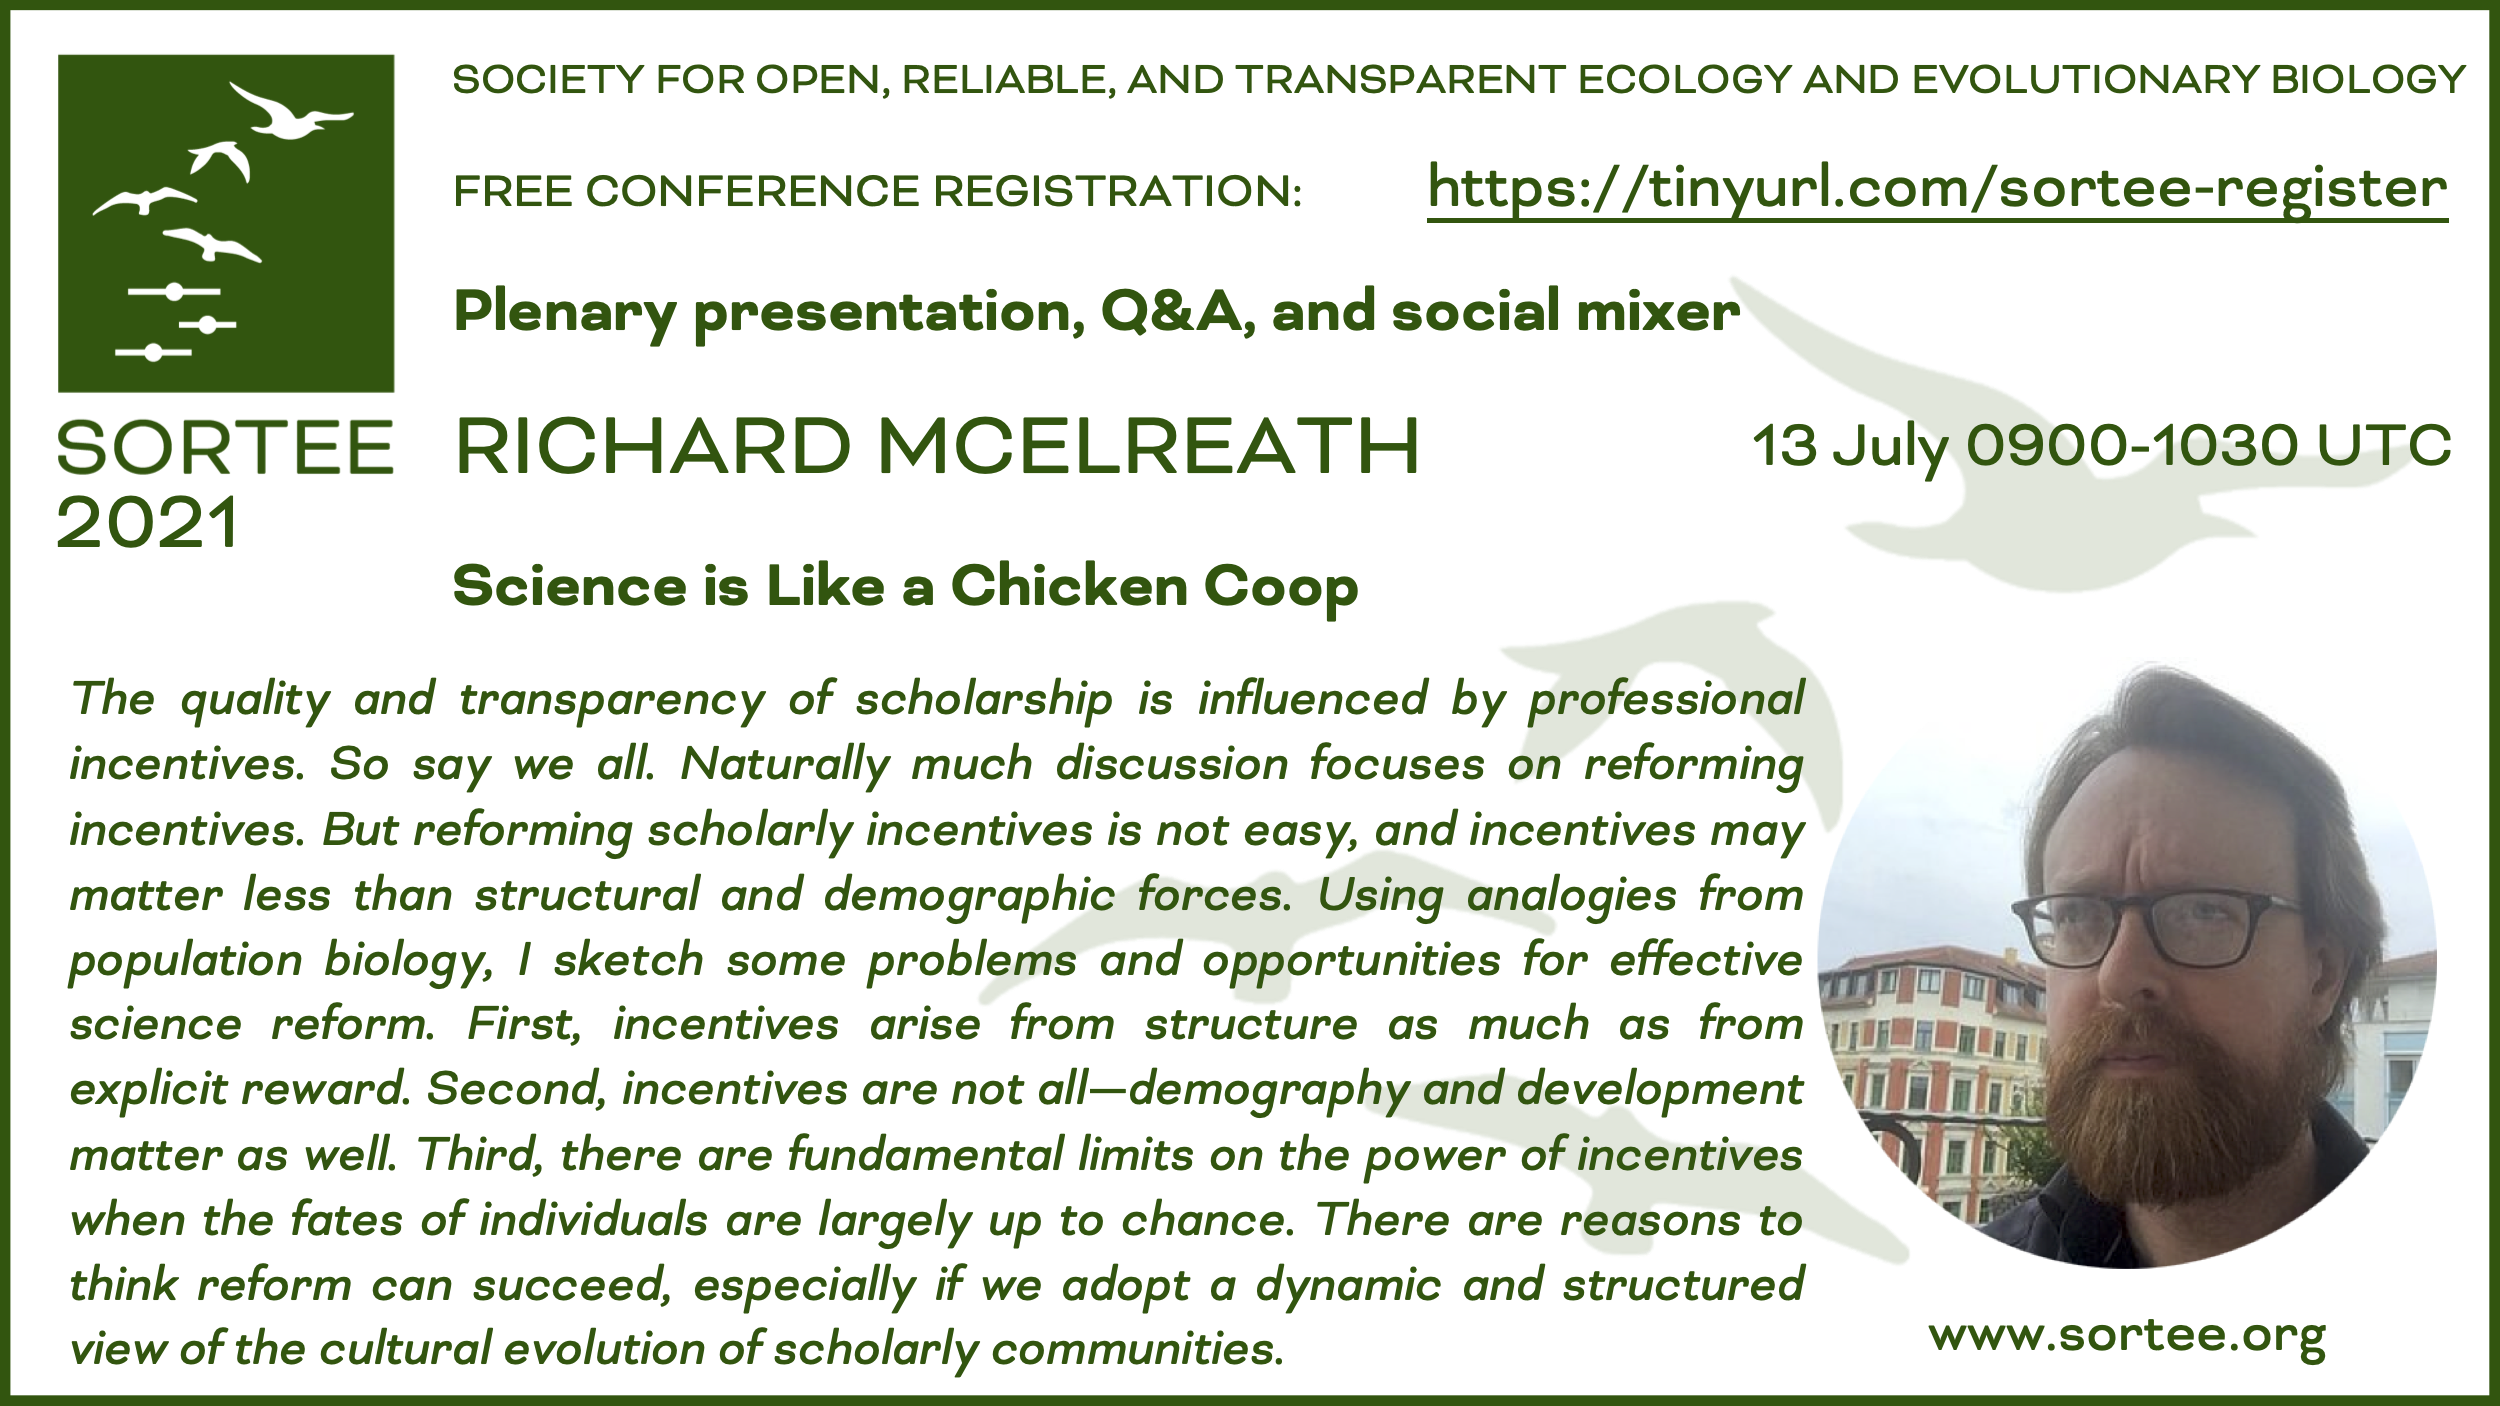 SOCIETY FOR OPEN, RELIABLE, AND TRANSPARENT ECOLOGY AND EVOLUTIONARY BIOLOGY
FREE CONFERENCE REGISTRATION: https://tinyurl.com/sortee-register
Plenary presentation, Q&A, and social mixer
SORTEE
2021
RICHARD MCELREATH
13 July 0900-1030 UTC
Science is Like a Chicken Coop
The quality and transparency of scholarship is influenced by professional
incentives. So say we all. Naturally much discussion focuses on reforming
incentives. But reforming scholarly incentives is not easy, and incentives may
matter less than structural and demographic forces. Using analogies from
population biology, I sketch some problems and opportunities for effective
science reform. First, incentives arise from structure as much as from
explicit reward. Second, incentives are not all—demography and development
matter as well. Third, there are fundamental limits on the power of incentives
when the fates of individuals are largely up to chance. There are reasons to
think reform can succeed, especially if we adopt a dynamic and structured
view of the cultural evolution of scholarly communities.
www.sortee.org